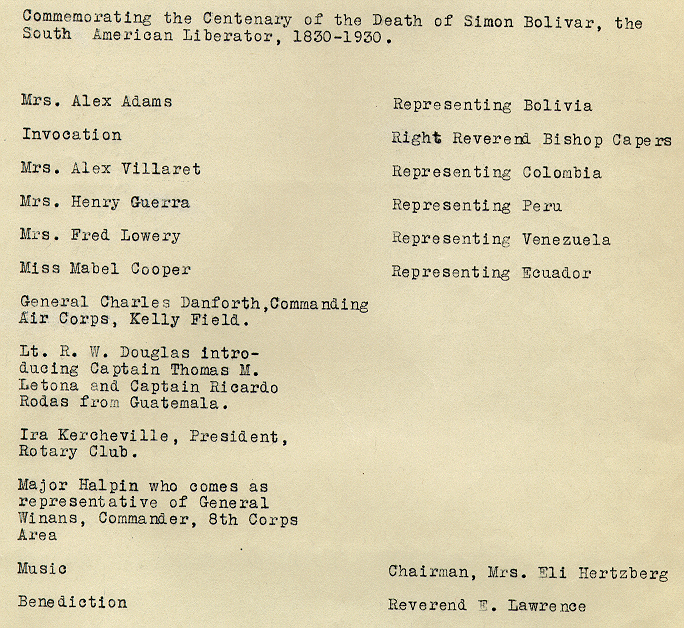 Commemorating the Centenary of the Death of Simon Bolivar, the
South American Liberator, 1830-1930.
Mrs. Alex Adams Representing Bolivia
Invocation Right Reverend Bishop Capers
Mrs. Alex Villaret Representing Colombia
Mrs. Henry Guerra Representing Peru
Mrs. Fred Lowery Representing Venezuela
Miss Mabel Cooper Representing Ecuador
General Charles Danforth,Commanding
Air Corps, Kelly Field.
Lt. R. W. Douglas intro-
ducing Captain Thomas M.
Letona and Captain Ricardo
Rodas from Guatemala.
Ira Kercheville, President,
Rotary Club.
Major Halpin who comes as
representative of General
Winans, Commander, 8th Corps
Area
Music Chairman, Mrs. Eli Hertzberg
Benediction Reverend E. Lawrence